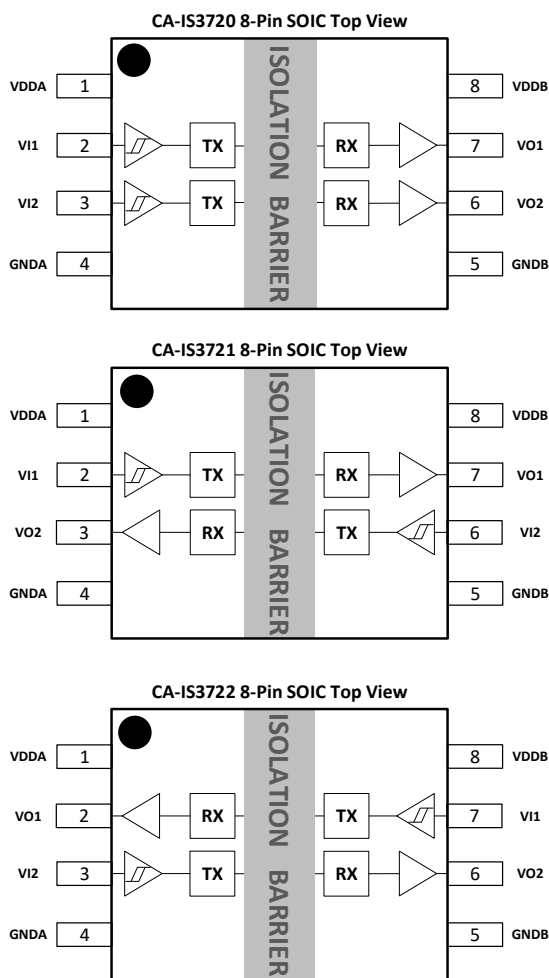 CA-IS3720 8-Pin SOIC Top View
VDDA 1 8 VDDB
VI1 2 TX RX 7 VO1
VI2 3 TX RX 6 VO2
GNDA 4 5 GNDB
ISOLATION BARRIER
CA-IS3721 8-Pin SOIC Top View
VDDA 1 8 VDDB
VI1 2 TX RX 7 VO1
VO2 3 RX TX 6 VI2
GNDA 4 5 GNDB
ISOLATION BARRIER
CA-IS3722 8-Pin SOIC Top View
VDDA 1 8 VDDB
VO1 2 RX TX 7 VI1
VI2 3 TX RX 6 VO2
GNDA 4 5 GNDB
ISOLATION BARRIER